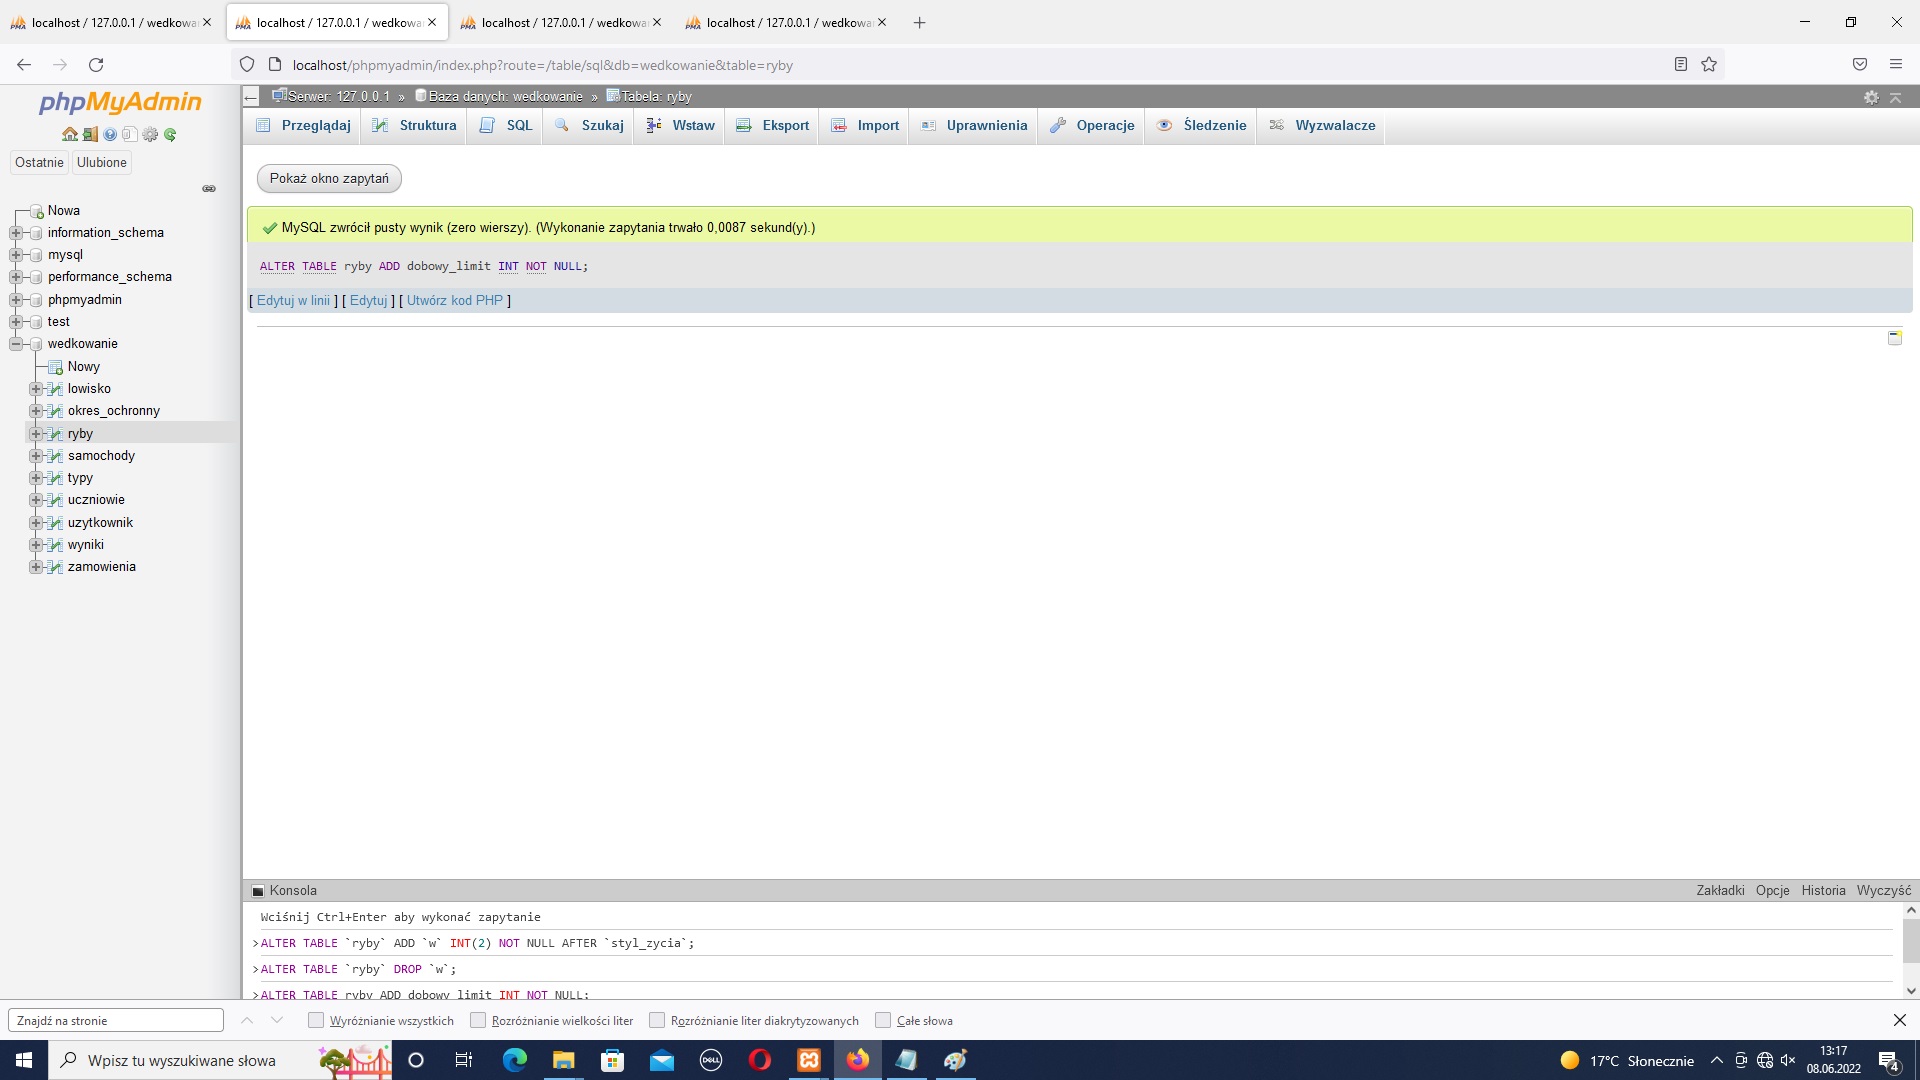 localhost / 127.0.0.1 / wedkowa
localhost / 127.0.0.1 / wedkowa
localhost / 127.0.0.1 / wedkowa
localhost / 127.0.0.1 / wedkowa
localhost/phpmyadmin/index.php?route=/table/sql&db=wedkowanie&table=ryby
phpMyAdmin
Ostatnie Ulubione
Nowa
information_schema
mysql
performance_schema
phpmyadmin
test
wedkowanie
Nowy
lowisko
okres_ochronny
ryby
samochody
typy
uczniowie
uzytkownik
wyniki
zamowienia
Serwer: 127.0.0.1 » Baza danych: wedkowanie » Tabela: ryby
Przeglądaj Struktura SQL Szukaj Wstaw Eksport Import Uprawnienia Operacje Śledzenie Wyzwalacze
Pokaż okno zapytań
MySQL zwrócił pusty wynik (zero wierszy). (Wykonanie zapytania trwało 0,0087 sekund(y).)
ALTER TABLE ryby ADD dobowy_limit INT NOT NULL;
[ Edytuj w linii ] [ Edytuj ] [ Utwórz kod PHP ]
Konsola Zakładki Opcje Historia Wyczyść
Wciśnij Ctrl+Enter aby wykonać zapytanie
>ALTER TABLE `ryby` ADD `w` INT(2) NOT NULL AFTER `styl_zycia`;
>ALTER TABLE `ryby` DROP `w`;
>ALTER TABLE ryby ADD dobowy_limit INT NOT NULL;
Znajdź na stronie Wyróżnianie wszystkich Rozróżnianie wielkości liter Rozróżnianie liter diakrytyzowanych Całe słowa
Wpisz tu wyszukiwane słowo
DELL
17°C Słonecznie
13:17
08.06.2022
4